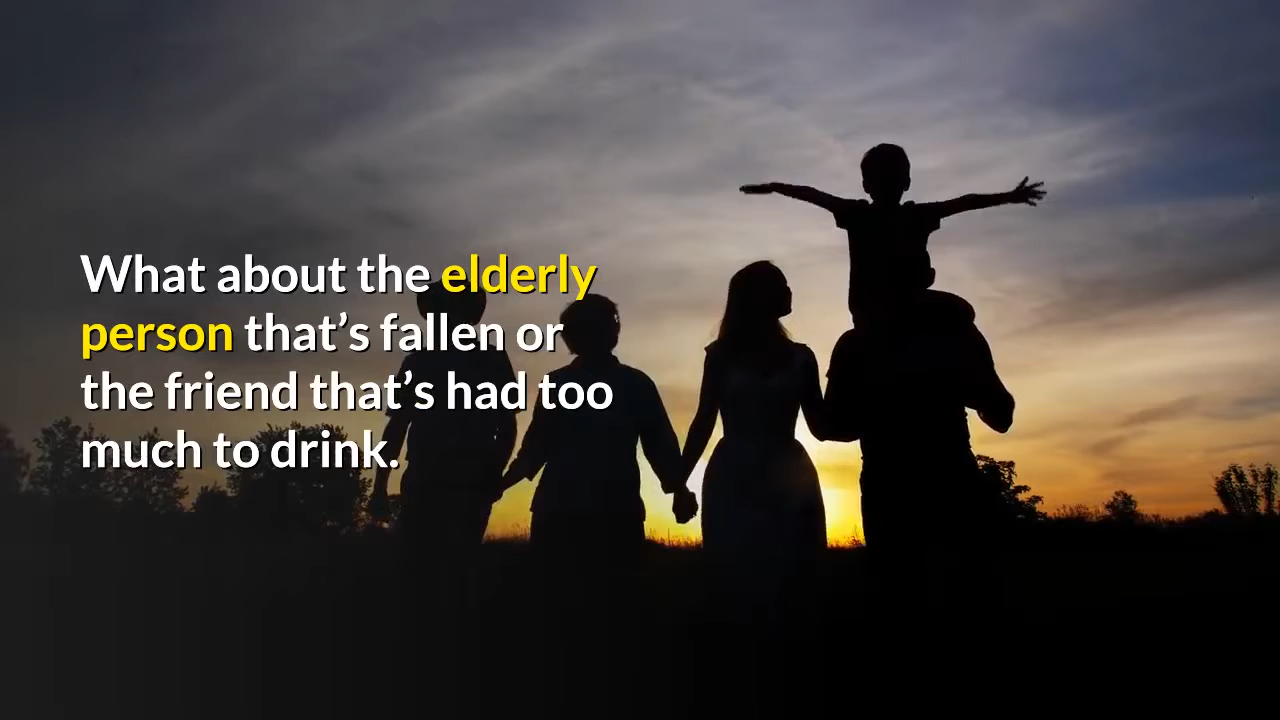 What about the elderly
person that’s fallen or
the friend that’s had too
much to drink.